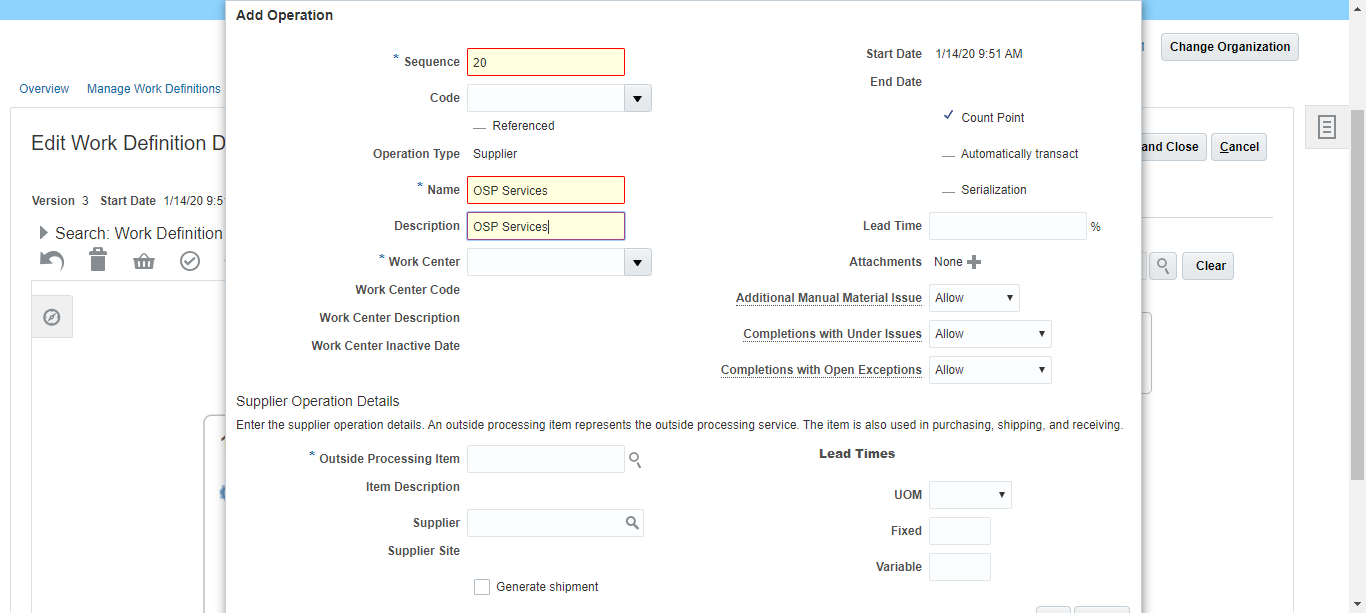 Add Operation
* Sequence 20
Code
Referenced
Operation Type Supplier
* Name OSP Services
Description OSP Services
* Work Center
Work Center Code
Work Center Description
Work Center Inactive Date
Start Date 1/14/20 9:51 AM
End Date
Count Point
Automatically transact
Serialization
Lead Time %
Attachments None
Additional Manual Material Issue Allow
Completions with Under Issues Allow
Completions with Open Exceptions Allow
Supplier Operation Details
Enter the supplier operation details. An outside processing item represents the outside processing service. The item is also used in purchasing, shipping, and receiving.
* Outside Processing Item
Item Description
Supplier
Supplier Site
Generate shipment
Lead Times
UOM
Fixed
Variable
Change Organization
Overview Manage Work Definitions
Edit Work Definition D
and Close Cancel
Version 3 Start Date 1/14/20 9:5
Search: Work Definition
Clear